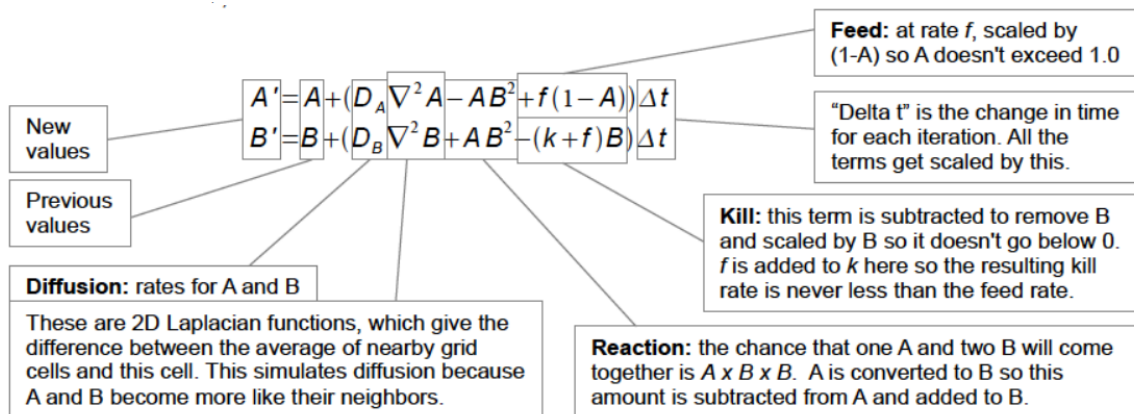 Feed: at rate f, scaled by
(1-A) so A doesn't exceed 1.0
A'=A+(D_A∇²A−AB²+f(1−A))Δt
B'=B+(D_B∇²B+AB²−(k+f)B)Δt
New
values
“Delta t” is the change in time
for each iteration. All the
terms get scaled by this.
Previous
values
Kill: this term is subtracted to remove B
and scaled by B so it doesn't go below 0.
f is added to k here so the resulting kill
rate is never less than the feed rate.
Diffusion: rates for A and B
These are 2D Laplacian functions, which give the
difference between the average of nearby grid
cells and this cell. This simulates diffusion because
A and B become more like their neighbors.
Reaction: the chance that one A and two B will come
together is A x B x B. A is converted to B so this
amount is subtracted from A and added to B.